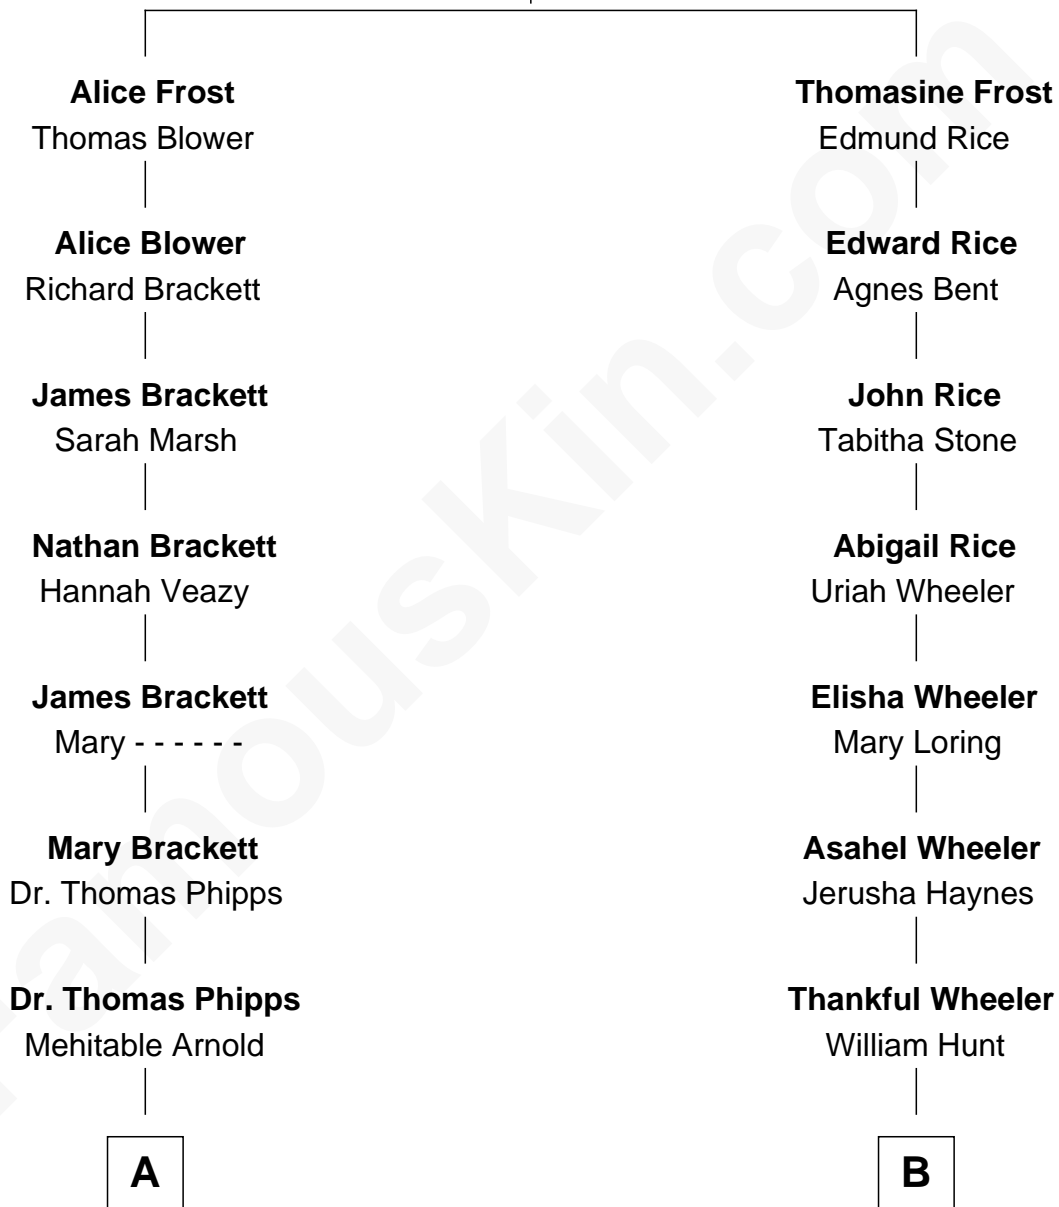 Alice Frost
Thomas Blower
Alice Blower
Richard Brackett
James Brackett
Sarah Marsh
Nathan Brackett
Hannah Veazy
James Brackett
Mary - - - - - -
Mary Brackett
Dr. Thomas Phipps
Dr. Thomas Phipps
Mehitable Arnold
A
Thomasine Frost
Edmund Rice
Edward Rice
Agnes Bent
John Rice
Tabitha Stone
Abigail Rice
Uriah Wheeler
Elisha Wheeler
Mary Loring
Asahel Wheeler
Jerusha Haynes
Thankful Wheeler
William Hunt
B
FamousKin.com